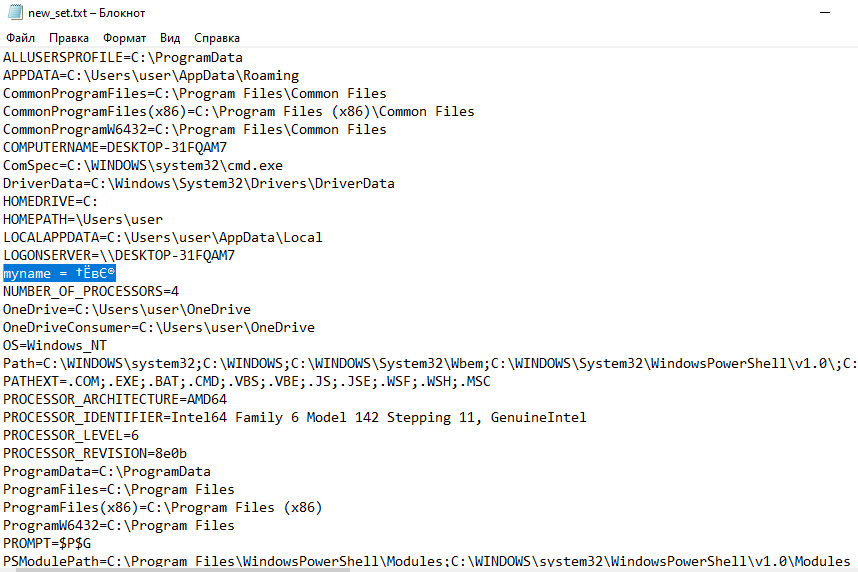 new_set.txt – Блокнот
Файл Правка Формат Вид Справка
ALLUSERSPROFILE=C:\ProgramData
APPDATA=C:\Users\user\AppData\Roaming
CommonProgramFiles=C:\Program Files\Common Files
CommonProgramFiles(x86)=C:\Program Files (x86)\Common Files
CommonProgramW6432=C:\Program Files\Common Files
COMPUTERNAME=DESKTOP-31FQAM7
ComSpec=C:\WINDOWS\system32\cmd.exe
DriverData=C:\Windows\System32\Drivers\DriverData
HOMEDRIVE=C:
HOMEPATH=\Users\user
LOCALAPPDATA=C:\Users\user\AppData\Local
LOGONSERVER=\\DESKTOP-31FQAM7
myname = †ЁвЄ®
NUMBER_OF_PROCESSORS=4
OneDrive=C:\Users\user\OneDrive
OneDriveConsumer=C:\Users\user\OneDrive
OS=Windows_NT
Path=C:\WINDOWS\system32;C:\WINDOWS;C:\WINDOWS\System32\Wbem;C:\WINDOWS\System32\WindowsPowerShell\v1.0\;C:
PATHEXT=.COM;.EXE;.BAT;.CMD;.VBS;.VBE;.JS;.JSE;.WSF;.WSH;.MSC
PROCESSOR_ARCHITECTURE=AMD64
PROCESSOR_IDENTIFIER=Intel64 Family 6 Model 142 Stepping 11, GenuineIntel
PROCESSOR_LEVEL=6
PROCESSOR_REVISION=8e0b
ProgramData=C:\ProgramData
ProgramFiles=C:\Program Files
ProgramFiles(x86)=C:\Program Files (x86)
ProgramW6432=C:\Program Files
PROMPT=$P$G
PSModulePath=C:\Program Files\WindowsPowerShell\Modules;C:\WINDOWS\system32\WindowsPowerShell\v1.0\Modules